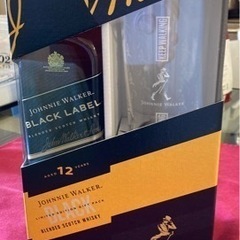 JOHNNIE WALKER
BLACK LABEL
BLENDED SCOTCH WHISKY
KEEP WALKING
JOHNNIE WALKER
AGED 12 YEARS
JOHNNIE WALKER
BLENDED SCOTCH WHISKY